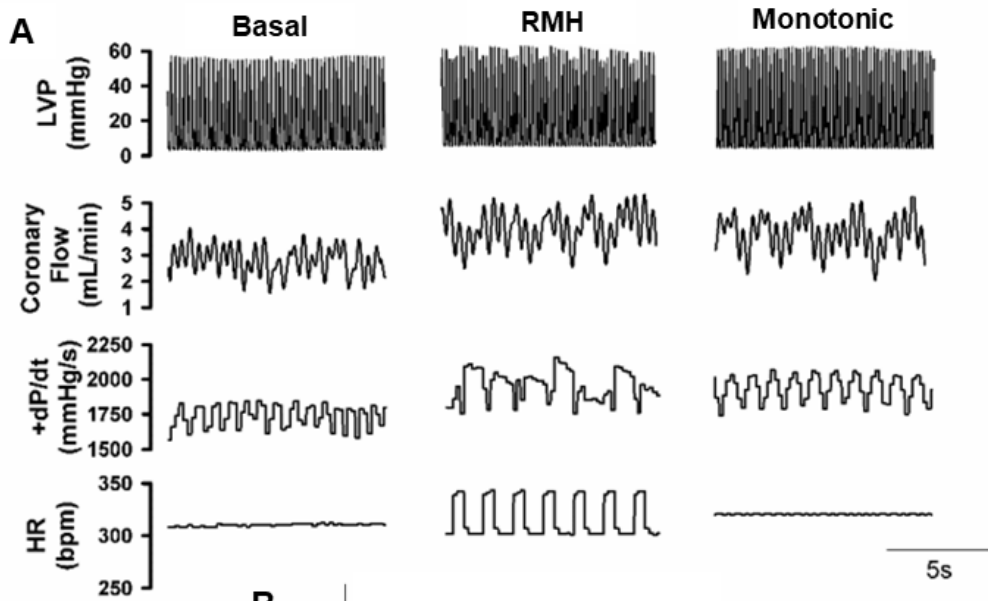 A
Basal
RMH
Monotonic
LVP
(mmHg)
60
40
20
0
Coronary
Flow
(mL/min)
5
4
3
2
1
+dP/dt
(mmHg/s)
2250
2000
1750
1500
HR
(bpm)
350
300
250
5s